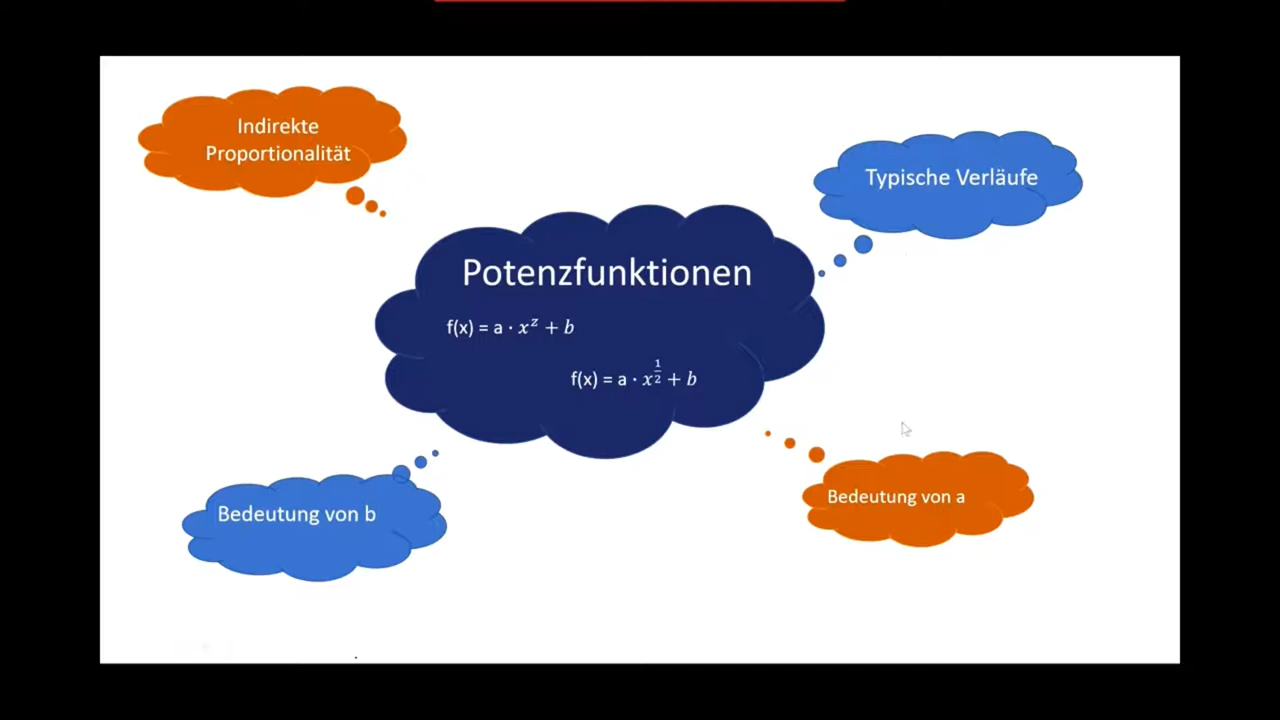 Indirekte
Proportionalität
Typische Verläufe
Potenzfunktionen
f(x) = a · x^z + b
f(x) = a · x^(1/2) + b
Bedeutung von b
Bedeutung von a